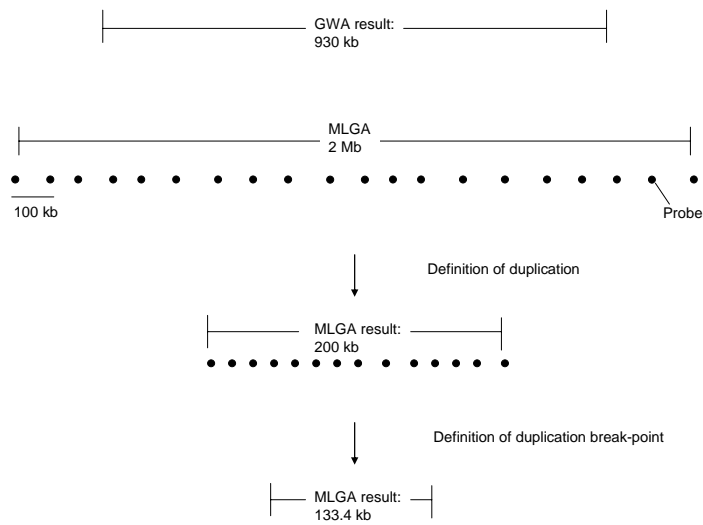 GWA result:
930 kb
MLGA
2 Mb
100 kb
Probe
Definition of duplication
MLGA result:
200 kb
Definition of duplication break-point
MLGA result:
133.4 kb